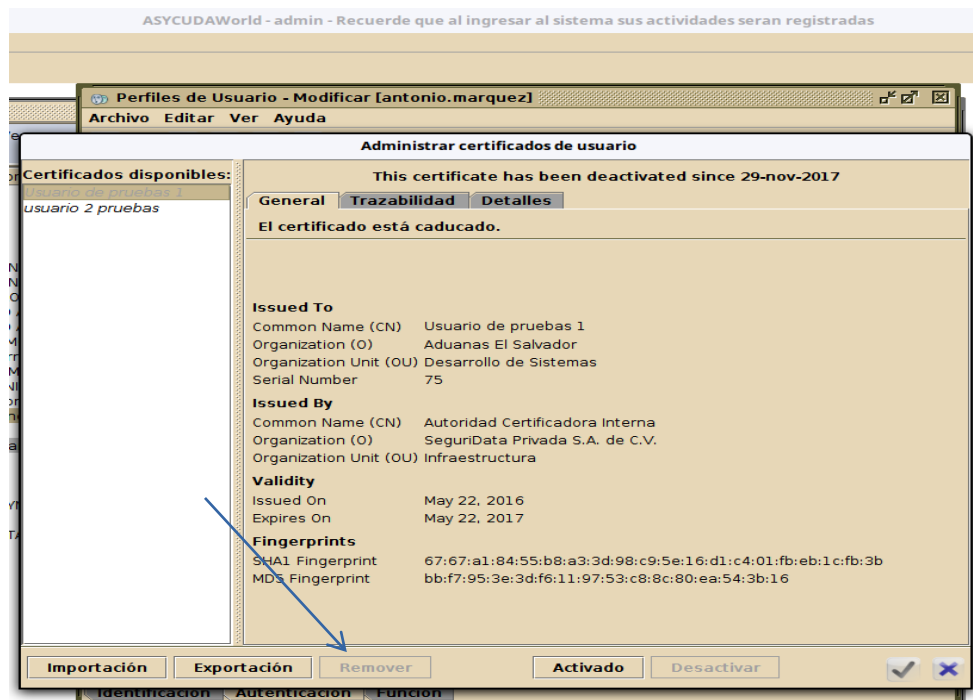 ASYCUDAWorld - admin - Recuerde que al ingresar al sistema sus actividades seran registradas
Perfiles de Usuario - Modificar [antonio.marquez]
Archivo Editar Ver Ayuda
Administrar certificados de usuario
Certificados disponibles:
Usuario de pruebas 1
usuario 2 pruebas
This certificate has been deactivated since 29-nov-2017
General Trazabilidad Detalles
El certificado está caducado.
Issued To
Common Name (CN) Usuario de pruebas 1
Organization (O) Aduanas El Salvador
Organization Unit (OU) Desarrollo de Sistemas
Serial Number 75
Issued By
Common Name (CN) Autoridad Certificadora Interna
Organization (O) SeguriData Privada S.A. de C.V.
Organization Unit (OU) Infraestructura
Validity
Issued On May 22, 2016
Expires On May 22, 2017
Fingerprints
SHA1 Fingerprint 67:67:a1:84:55:b8:a3:3d:98:c9:5e:16:d1:c4:01:fb:eb:1c:fb:3b
MD5 Fingerprint bb:f7:95:3e:3d:f6:11:97:53:c8:8c:80:ea:54:3b:16
Importación Exportación Remover Activado Desactivar
Identificación Autenticación Función